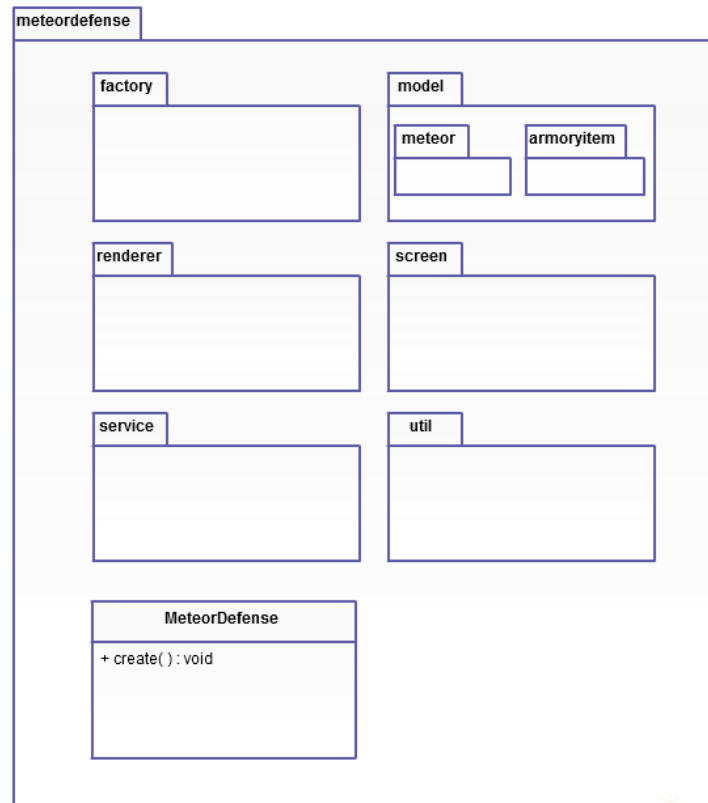 meteordefense
factory
model
meteor
armoryitem
renderer
screen
service
util
MeteorDefense
+ create( ) : void